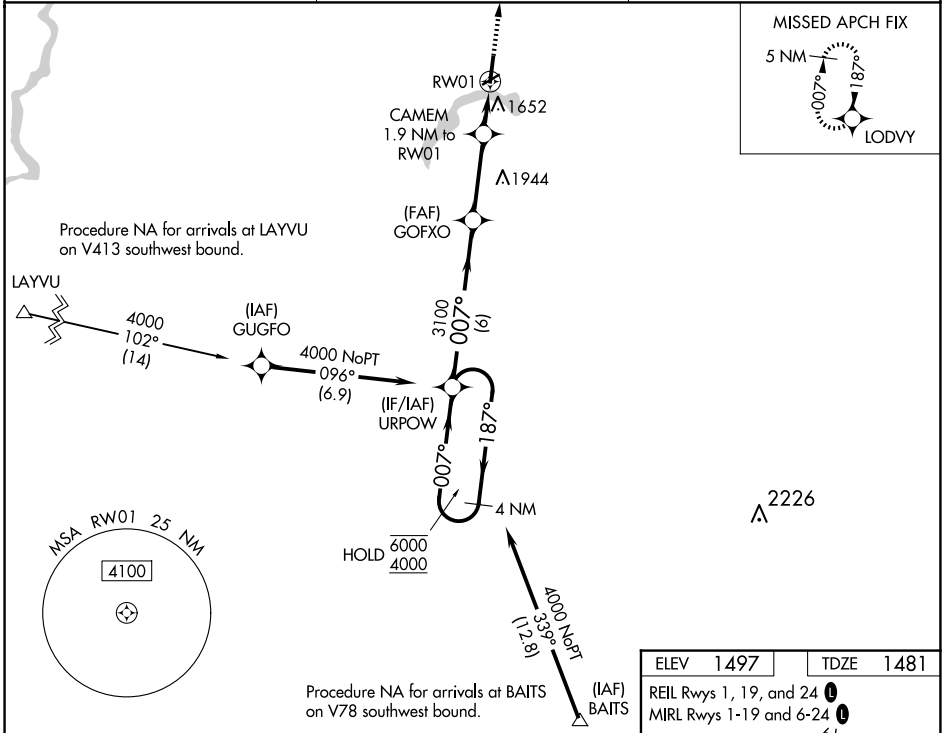 MISSED APCH FIX
5 NM
007°
187°
LODVY
RW01
1652
CAMEM
1.9 NM to
RW01
1944
(FAF)
GOFXO
Procedure NA for arrivals at LAYVU
on V413 southwest bound.
LAYVU
4000
102°
(14)
(IAF)
GUGFO
4000 NoPT
096°
(6.9)
3100
007°
(6)
(IF/IAF)
URPOW
007°
187°
4 NM
HOLD 6000
4000
2226
MSA RW01 25 NM
4100
4000 NoPT
339°
(12.8)
(IAF)
BAITS
Procedure NA for arrivals at BAITS
on V78 southwest bound.
ELEV 1497 TDZE 1481
REIL Rwys 1, 19, and 24 L
MIRL Rwys 1-19 and 6-24 L